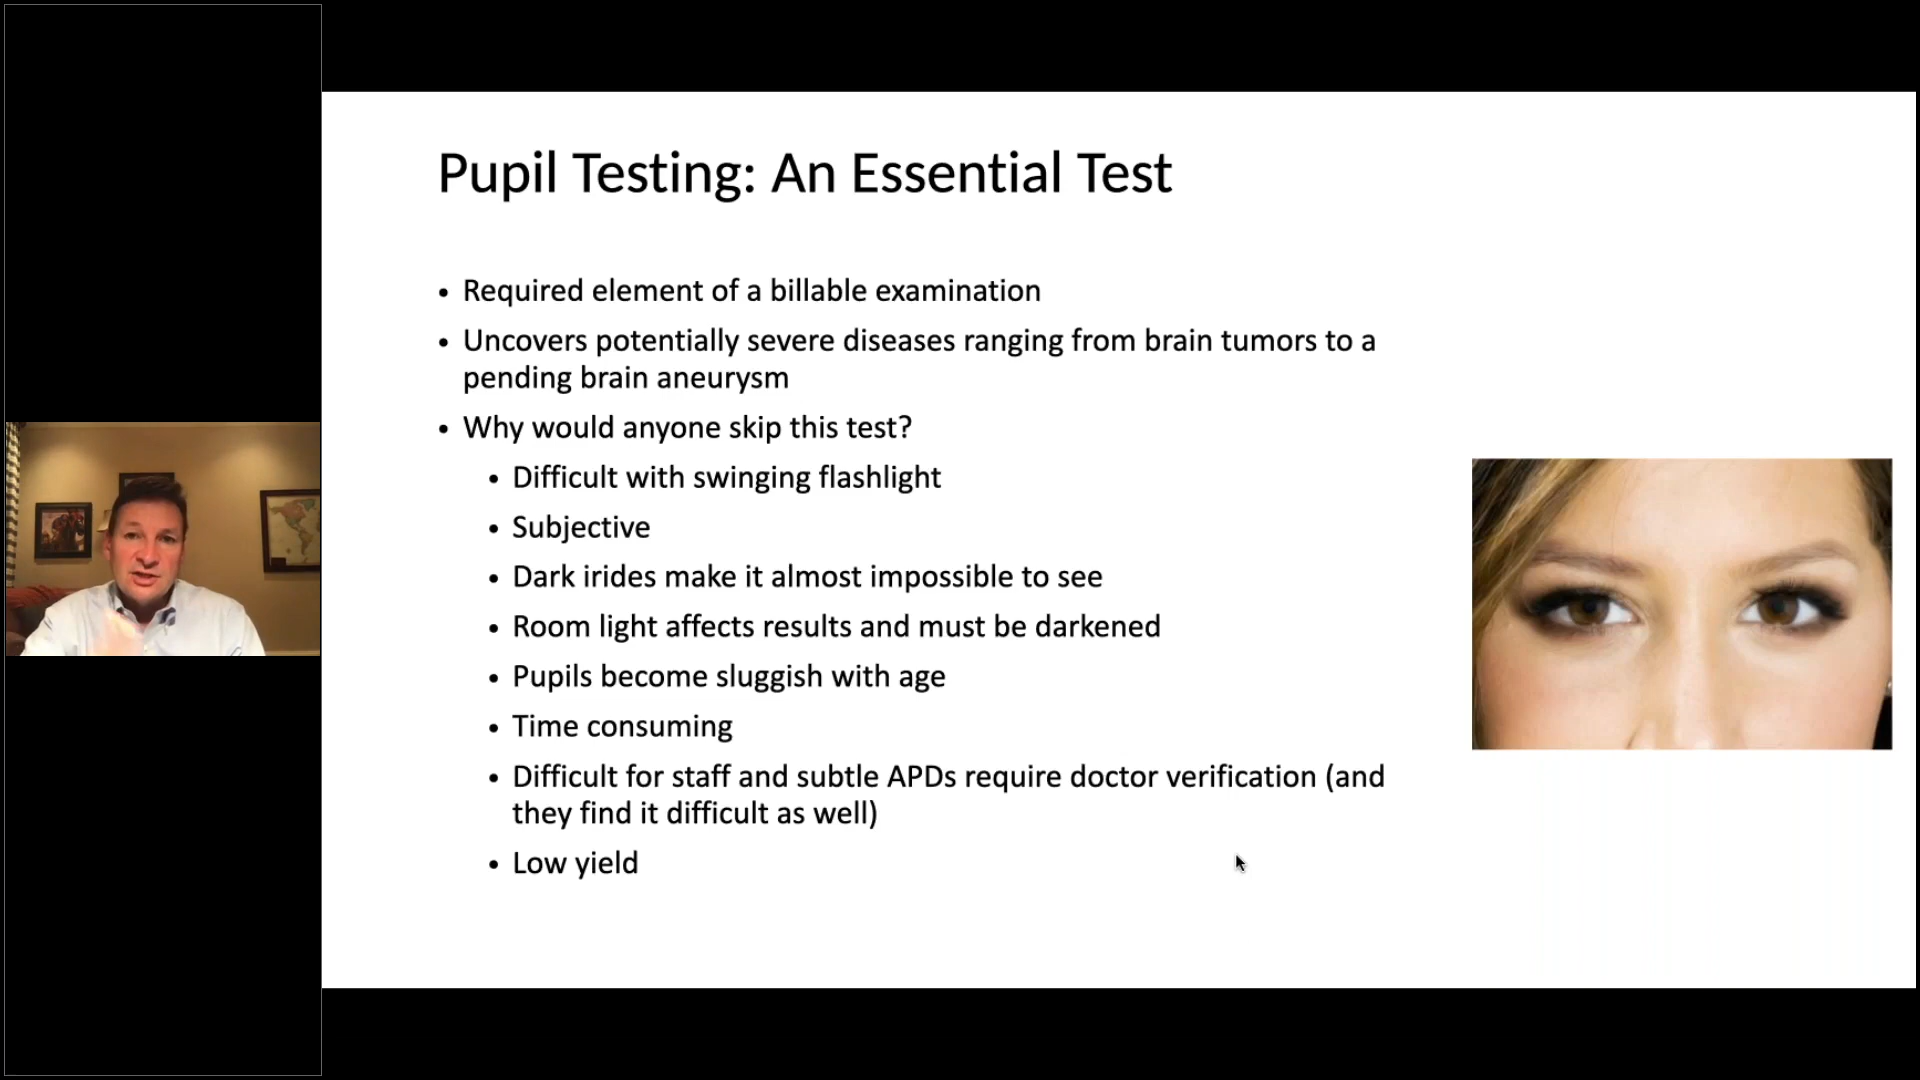 Pupil Testing: An Essential Test
• Required element of a billable examination
• Uncovers potentially severe diseases ranging from brain tumors to a
pending brain aneurysm
• Why would anyone skip this test?
• Difficult with swinging flashlight
• Subjective
• Dark irides make it almost impossible to see
• Room light affects results and must be darkened
• Pupils become sluggish with age
• Time consuming
• Difficult for staff and subtle APDs require doctor verification (and
they find it difficult as well)
• Low yield